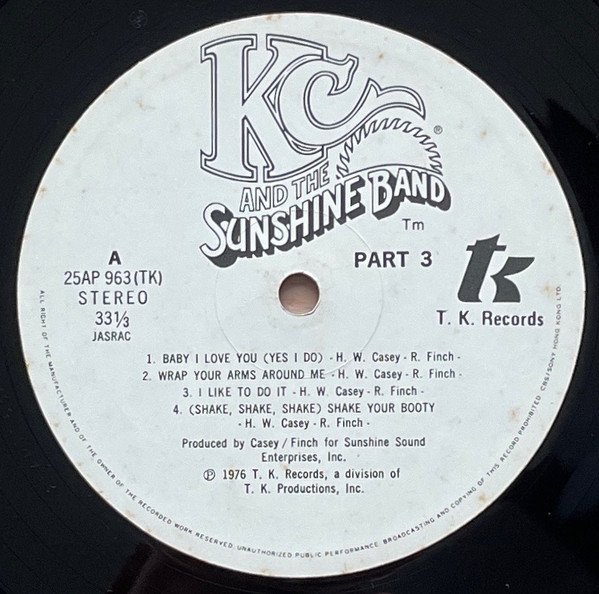 KC
AND THE
SUNSHINE BAND
®
Tm
PART 3
A
25AP 963(TK)
STEREO
33⅓
JASRAC
tk
T. K. Records
1. BABY I LOVE YOU (YES I DO) - H. W. Casey - R. Finch -
2. WRAP YOUR ARMS AROUND ME - H. W. Casey - R. Finch -
3. I LIKE TO DO IT - H. W. Casey - R. Finch -
4. (SHAKE, SHAKE, SHAKE) SHAKE YOUR BOOTY
- H. W. Casey - R. Finch -
Produced by Casey / Finch for Sunshine Sound
Enterprises, Inc.
℗ 1976 T. K. Records, a division of
T. K. Productions, Inc.
ALL RIGHT OF THE MANUFACTURER AND OF THE OWNER OF THE RECORDED WORK RESERVED. UNAUTHORIZED PUBLIC PERFORMANCE BROADCASTING AND COPYING OF THIS RECORD PROHIBITED. CBS/SONY HONG KONG LTD.